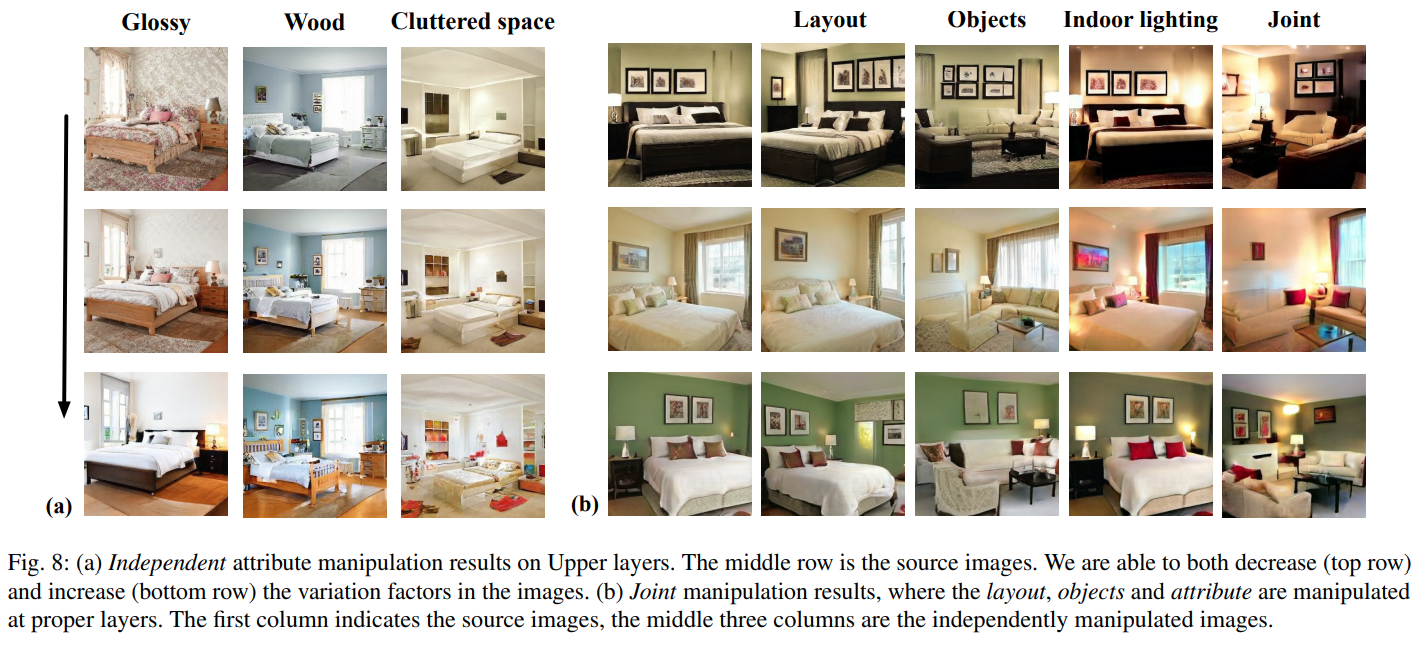 Glossy Wood Cluttered space
Layout Objects Indoor lighting Joint
(a)
(b)
Fig. 8: (a) Independent attribute manipulation results on Upper layers. The middle row is the source images. We are able to both decrease (top row)
and increase (bottom row) the variation factors in the images. (b) Joint manipulation results, where the layout, objects and attribute are manipulated
at proper layers. The first column indicates the source images, the middle three columns are the independently manipulated images.